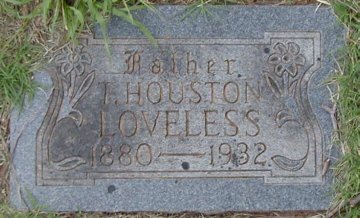 Father
T. HOUSTON
LOVELESS
1880 — 1932